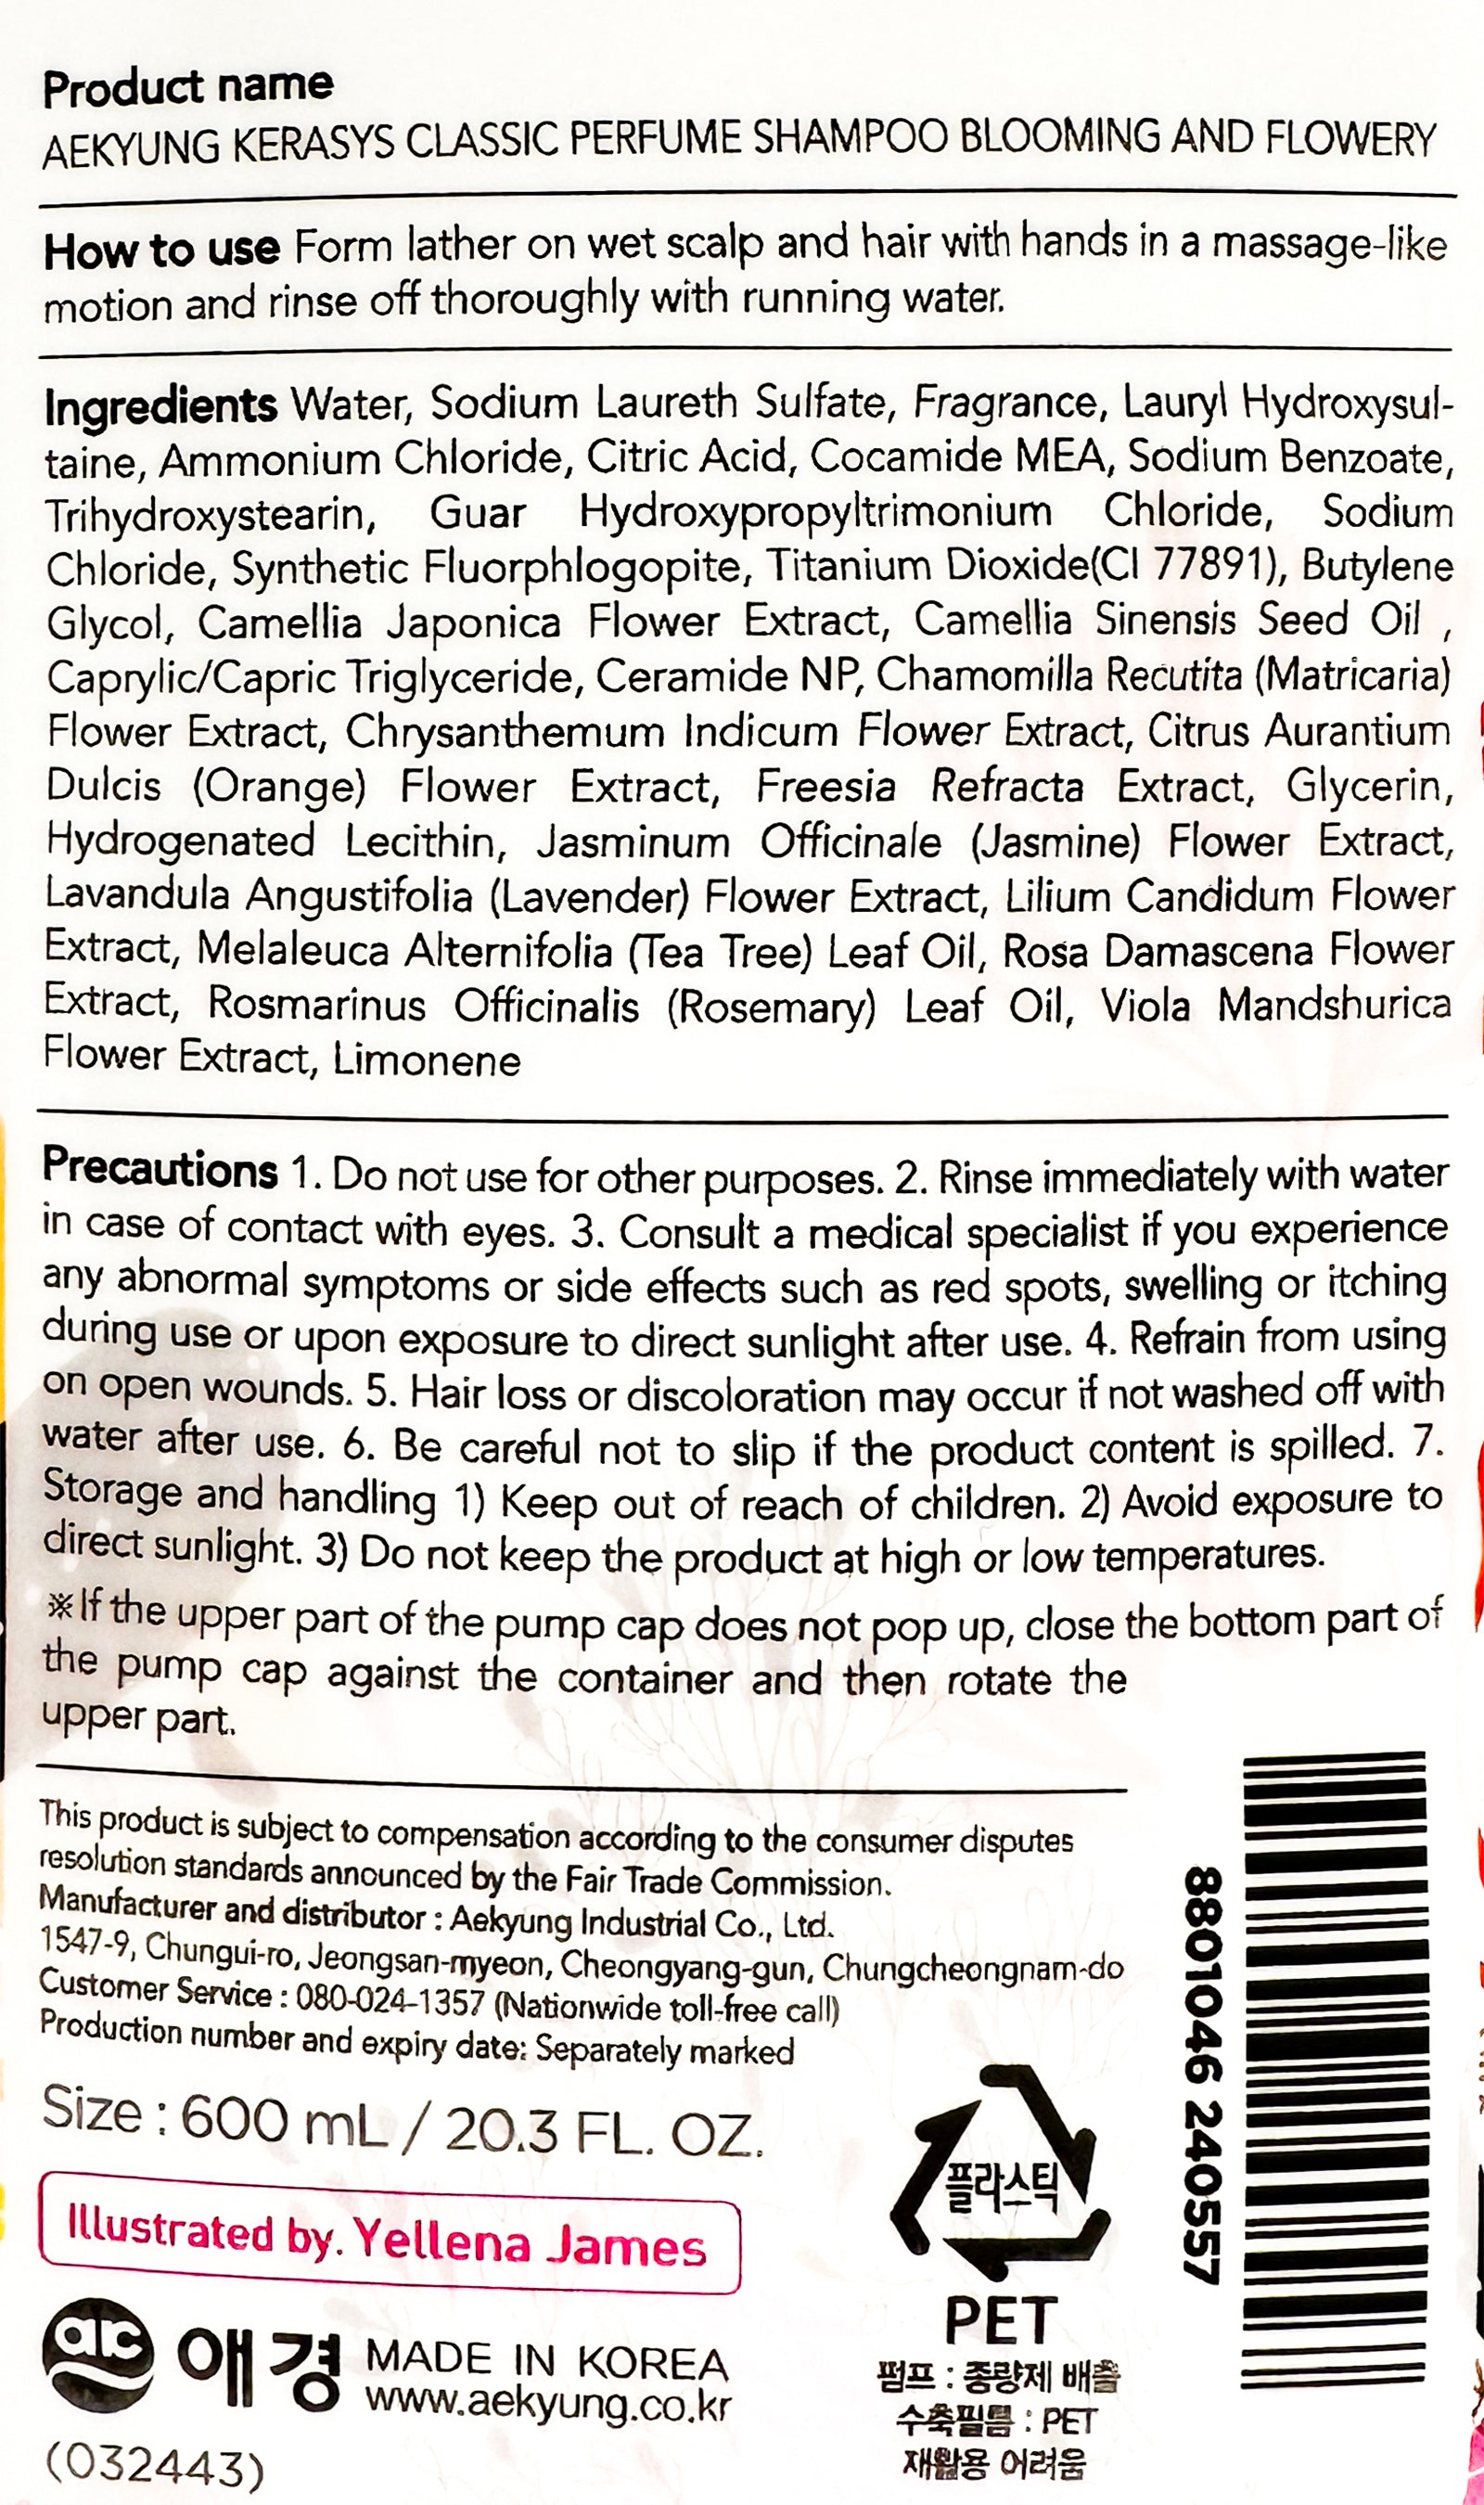 Product name
AEKYUNG KERASYS CLASSIC PERFUME SHAMPOO BLOOMING AND FLOWERY
How to use Form lather on wet scalp and hair with hands in a massage-like
motion and rinse off thoroughly with running water.
Ingredients Water, Sodium Laureth Sulfate, Fragrance, Lauryl Hydroxysul-
taine, Ammonium Chloride, Citric Acid, Cocamide MEA, Sodium Benzoate,
Trihydroxystearin, Guar Hydroxypropyltrimonium Chloride, Sodium
Chloride, Synthetic Fluorphlogopite, Titanium Dioxide(CI 77891), Butylene
Glycol, Camellia Japonica Flower Extract, Camellia Sinensis Seed Oil ,
Caprylic/Capric Triglyceride, Ceramide NP, Chamomilla Recutita (Matricaria)
Flower Extract, Chrysanthemum Indicum Flower Extract, Citrus Aurantium
Dulcis (Orange) Flower Extract, Freesia Refracta Extract, Glycerin,
Hydrogenated Lecithin, Jasminum Officinale (Jasmine) Flower Extract,
Lavandula Angustifolia (Lavender) Flower Extract, Lilium Candidum Flower
Extract, Melaleuca Alternifolia (Tea Tree) Leaf Oil, Rosa Damascena Flower
Extract, Rosmarinus Officinalis (Rosemary) Leaf Oil, Viola Mandshurica
Flower Extract, Limonene
Precautions 1. Do not use for other purposes. 2. Rinse immediately with water
in case of contact with eyes. 3. Consult a medical specialist if you experience
any abnormal symptoms or side effects such as red spots, swelling or itching
during use or upon exposure to direct sunlight after use. 4. Refrain from using
on open wounds. 5. Hair loss or discoloration may occur if not washed off with
water after use. 6. Be careful not to slip if the product content is spilled. 7.
Storage and handling 1) Keep out of reach of children. 2) Avoid exposure to
direct sunlight. 3) Do not keep the product at high or low temperatures.
※If the upper part of the pump cap does not pop up, close the bottom part of
the pump cap against the container and then rotate the
upper part.
This product is subject to compensation according to the consumer disputes
resolution standards announced by the Fair Trade Commission.
Manufacturer and distributor : Aekyung Industrial Co., Ltd.
1547-9, Chungui-ro, Jeongsan-myeon, Cheongyang-gun, Chungcheongnam-do
Customer Service : 080-024-1357 (Nationwide toll-free call)
Production number and expiry date: Separately marked
Size : 600 mL / 20.3 FL. OZ.
Illustrated by. Yellena James
애경 MADE IN KOREA
www.aekyung.co.kr
(032443)
플라스틱
PET
펌프 : 종량제 배출
수축필름 : PET
재활용 어려움
8801046 240557